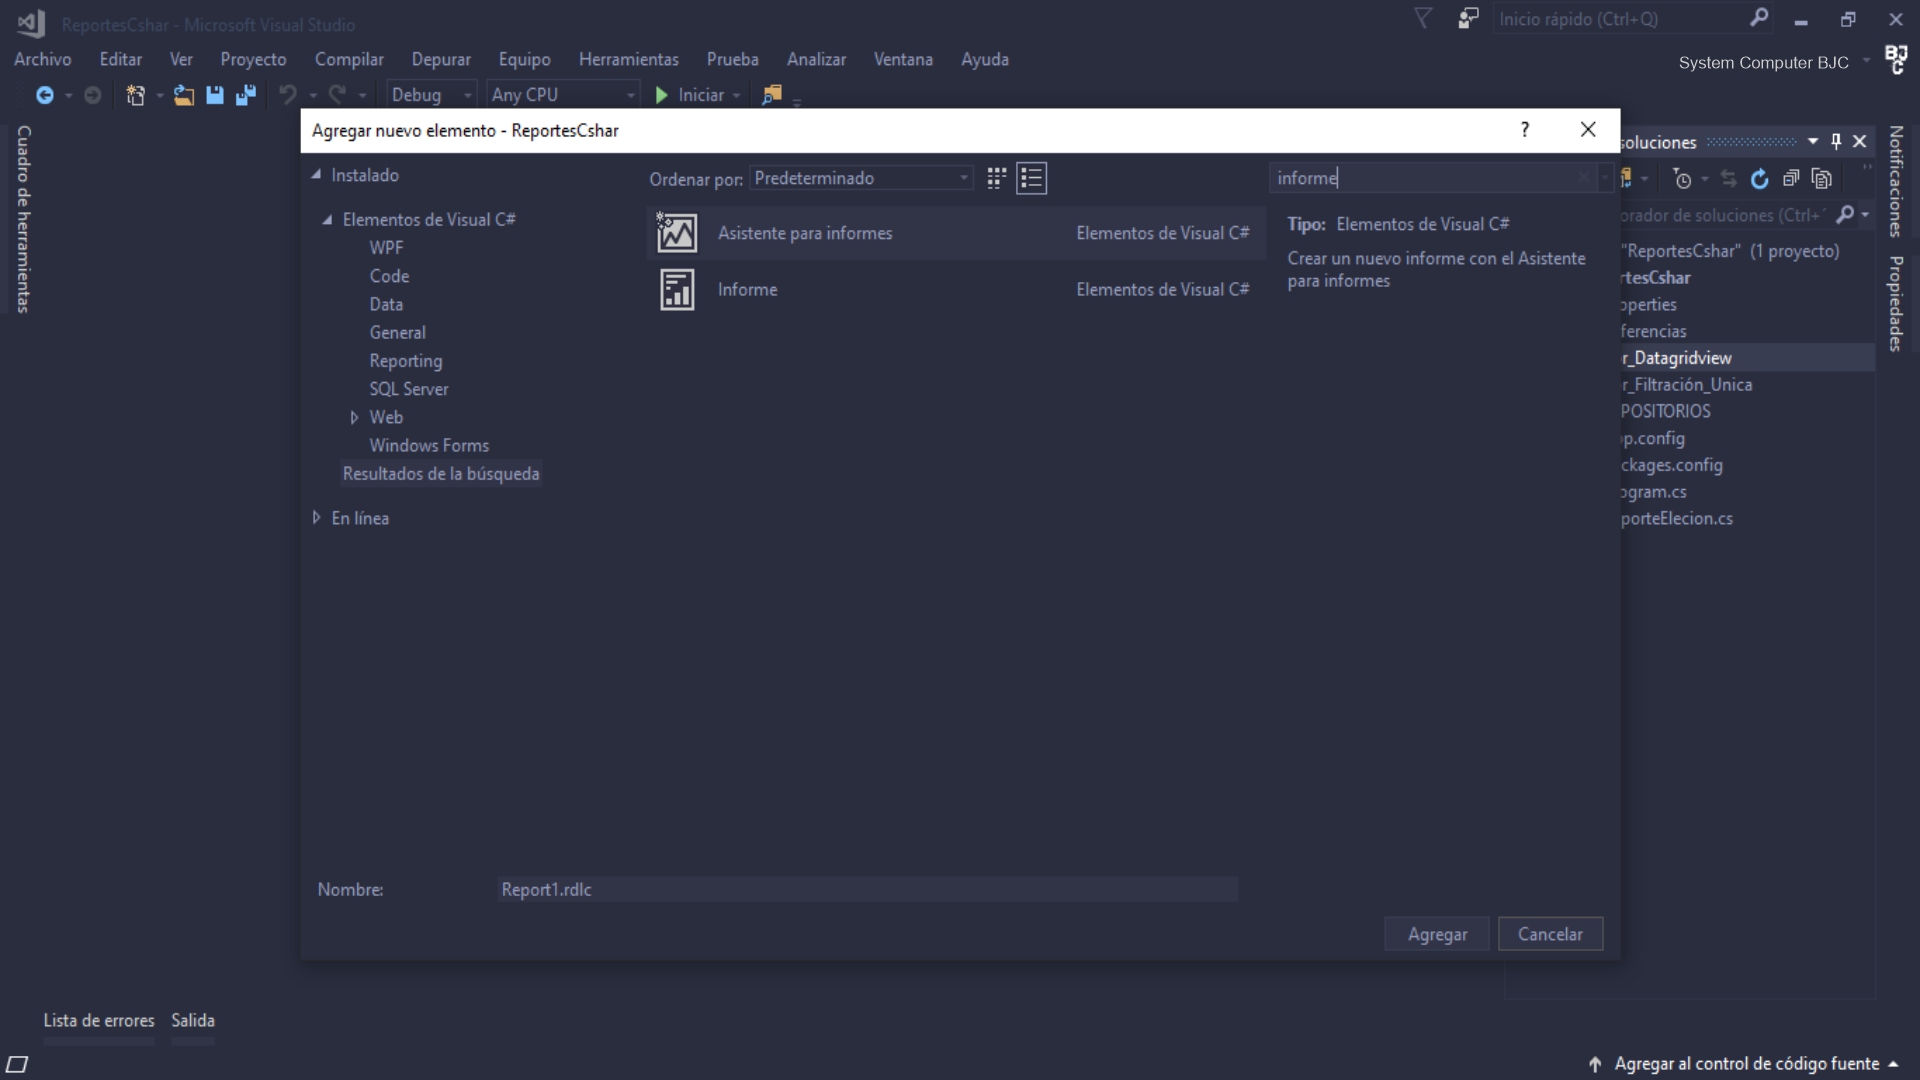 ReportesCshar - Microsoft Visual Studio
Inicio rápido (Ctrl+Q)
Archivo Editar Ver Proyecto Compilar Depurar Equipo Herramientas Prueba Analizar Ventana Ayuda
System Computer BJC
BJC
Debug Any CPU Iniciar
Cuadro de herramientas
Agregar nuevo elemento - ReportesCshar
?
Instalado
Elementos de Visual C#
WPF
Code
Data
General
Reporting
SQL Server
Web
Windows Forms
Resultados de la búsqueda
En línea
Ordenar por: Predeterminado
informe
Asistente para informes Elementos de Visual C#
Informe Elementos de Visual C#
Tipo: Elementos de Visual C#
Crear un nuevo informe con el Asistente
para informes
Nombre: Report1.rdlc
Agregar Cancelar
soluciones
orador de soluciones (Ctrl+
"ReportesCshar" (1 proyecto)
rtesCshar
operties
ferencias
r_Datagridview
r_Filtración_Unica
POSITORIOS
op.config
ckages.config
ogram.cs
porteElecion.cs
Notificaciones
Propiedades
Lista de errores Salida
Agregar al control de código fuente